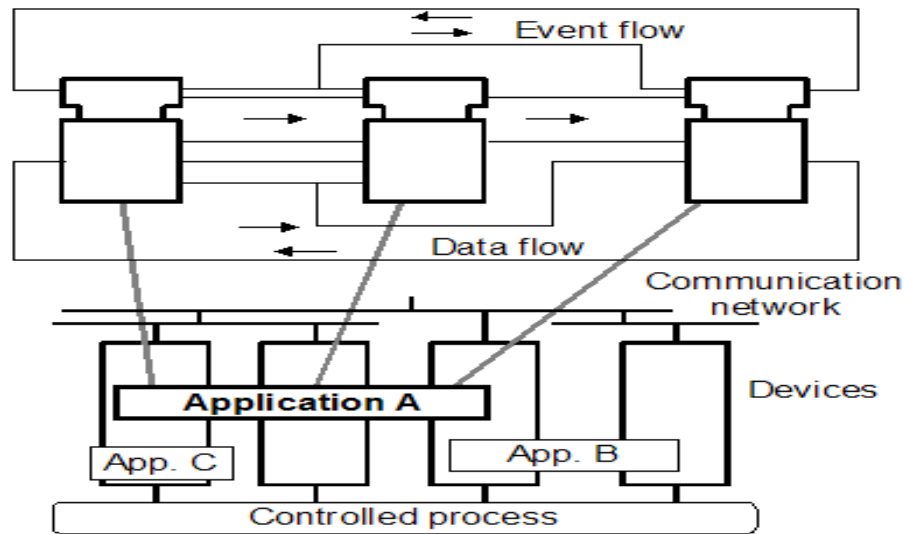 Event flow
Data flow
Communication
network
Devices
Application A
App. C
App. B
Controlled process